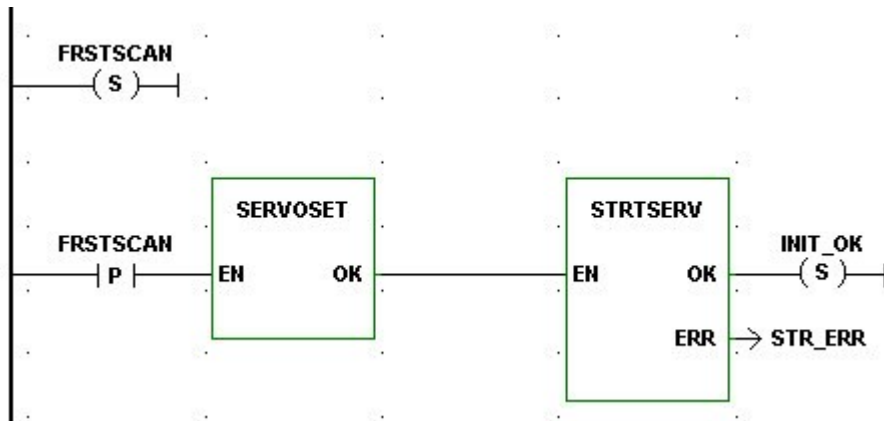 FRSTSCAN
S
SERVOSET
STRTSERV
FRSTSCAN
INIT_OK
P
EN OK
EN OK
S
ERR
STR_ERR